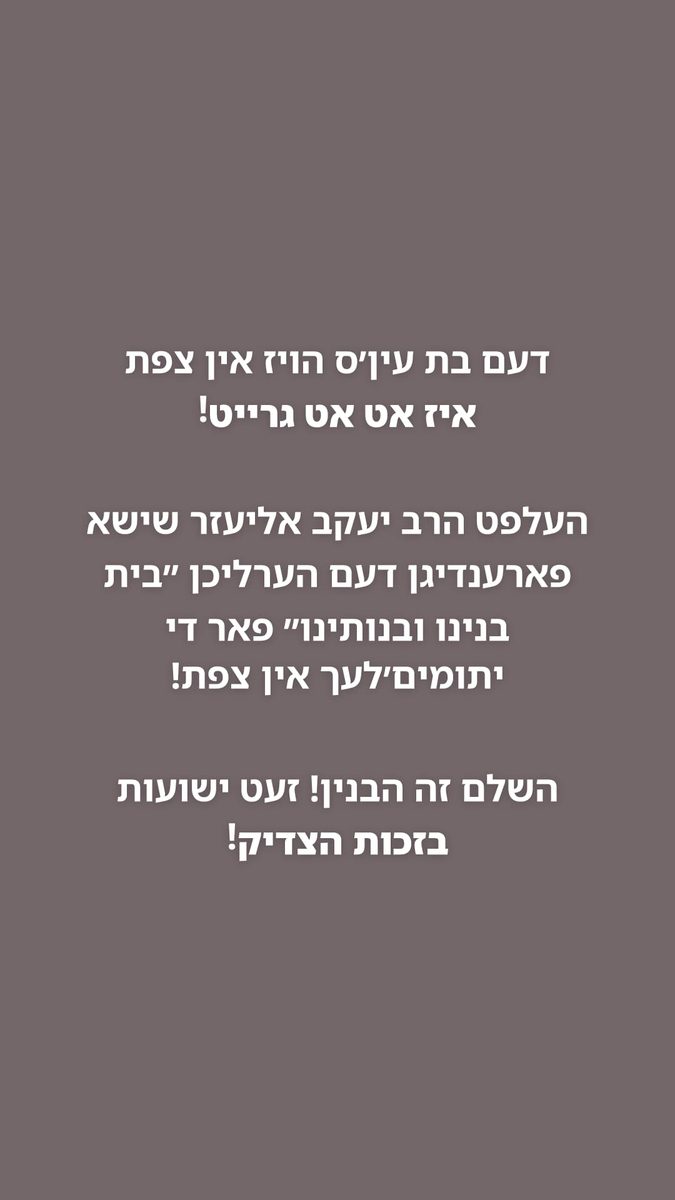 דעם בת עין׳ס הויז אין צפת
איז אט אט גרייט!
העלפט הרב יעקב אליעזר שישא
פארענדיגן דעם הערליכן ״בית
בנינו ובנותינו״ פאר די
יתומים׳לעך אין צפת!
השלם זה הבנין! זעט ישועות
בזכות הצדיק!